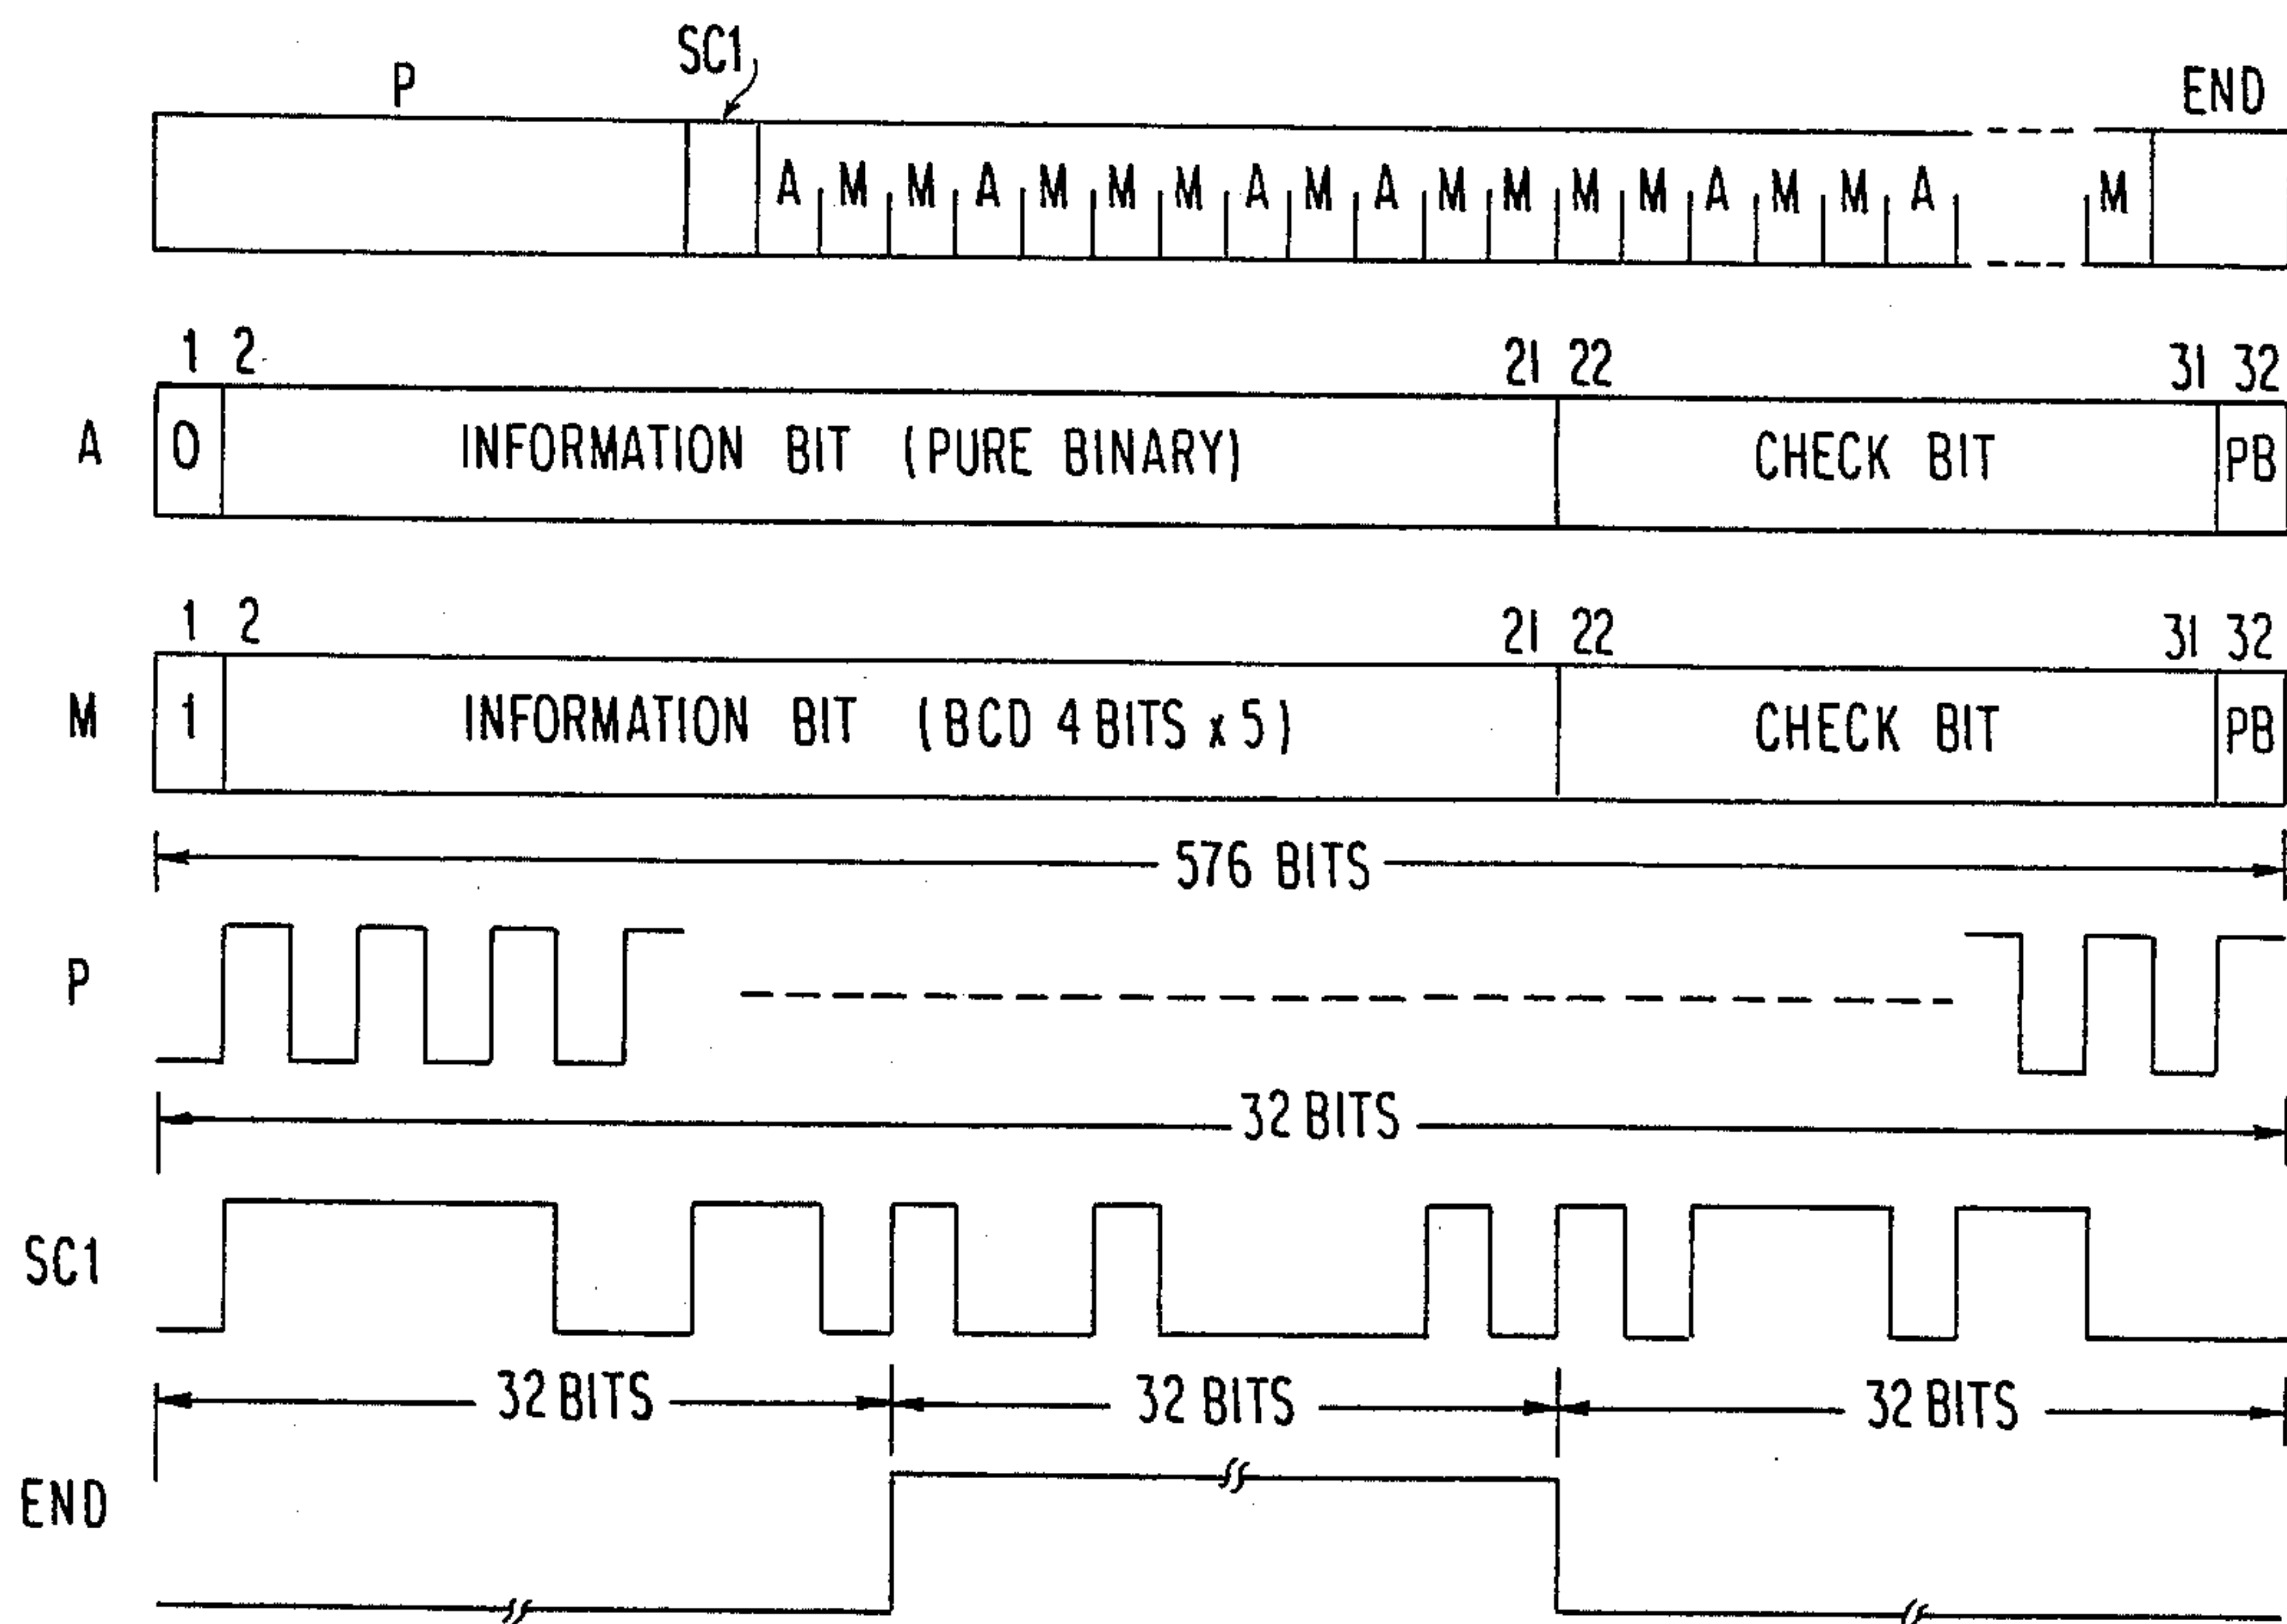 P SC1 END
A M M A M M M A M A M M M M A M M A M
1 2 21 22 31 32
A 0 INFORMATION BIT (PURE BINARY) CHECK BIT PB
1 2 21 22 31 32
M 1 INFORMATION BIT (BCD 4 BITS x 5) CHECK BIT PB
576 BITS
P
32 BITS
SC1
32 BITS 32 BITS 32 BITS
END